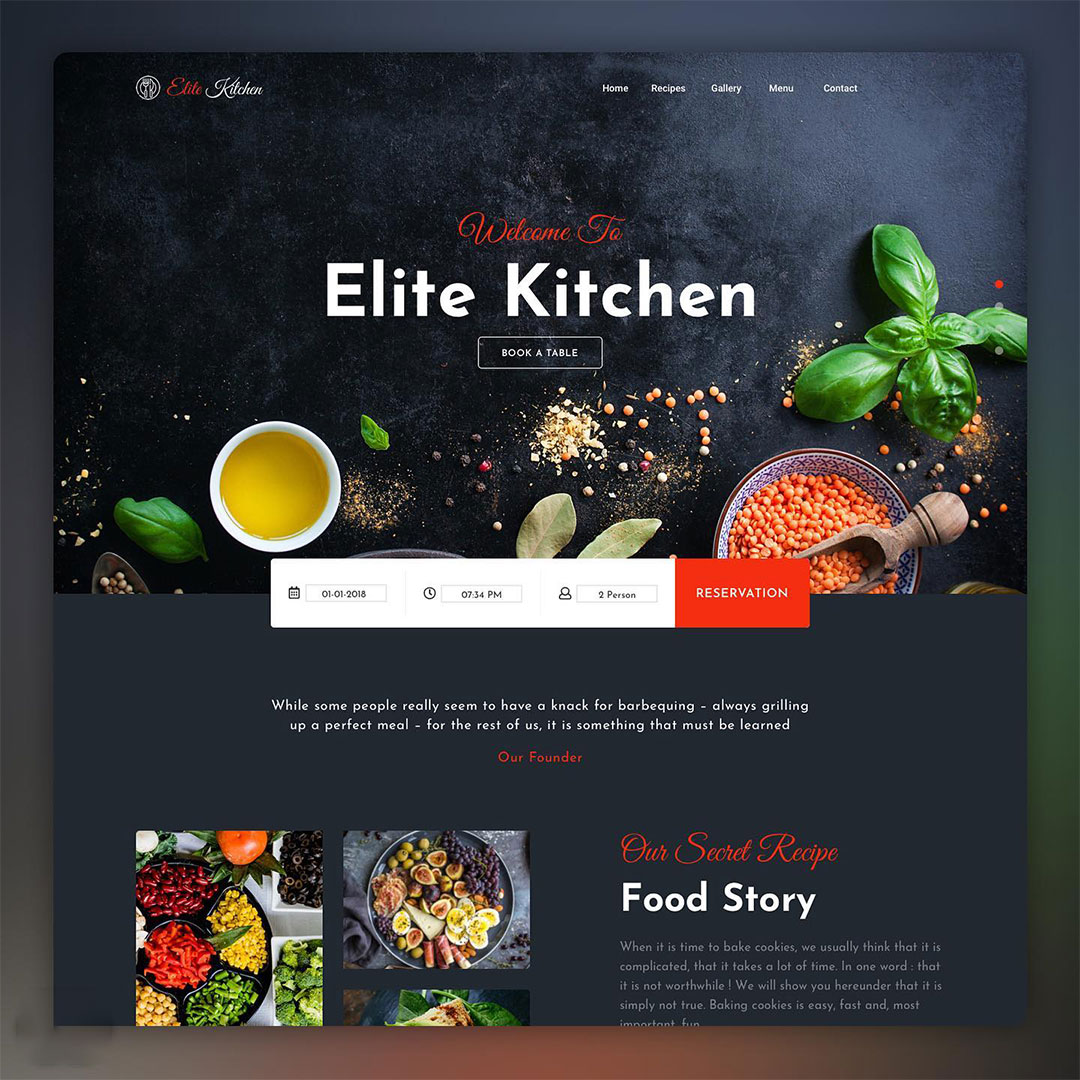 Elite Kitchen
Home Recipes Gallery Menu Contact
Welcome To
Elite Kitchen
BOOK A TABLE
01-01-2018 07:34 PM 2 Person RESERVATION
While some people really seem to have a knack for barbequing – always grilling
up a perfect meal – for the rest of us, it is something that must be learned
Our Founder
Our Secret Recipe
Food Story
When it is time to bake cookies, we usually think that it is
complicated, that it takes a lot of time. In one word : that
it is not worthwhile ! We will show you hereunder that it is
simply not true. Baking cookies is easy, fast and, most
important, fun